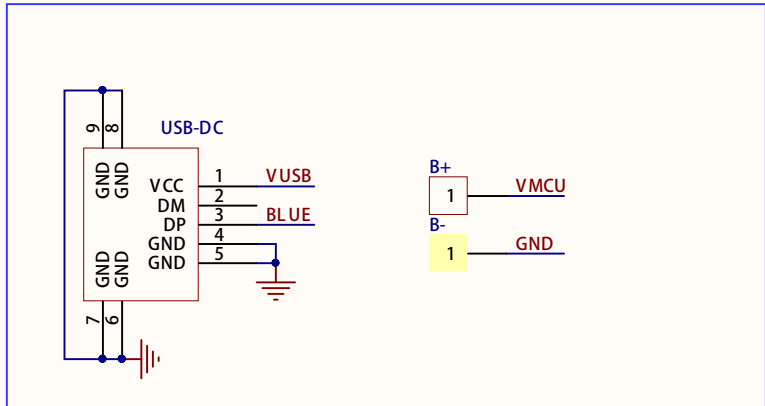 9
8
USB-DC
GND
GND
VCC
1
VUSB
DM
2
DP
3
BLUE
GND
4
GND
5
GND
GND
7
6
B+
1
VMCU
B-
1
GND